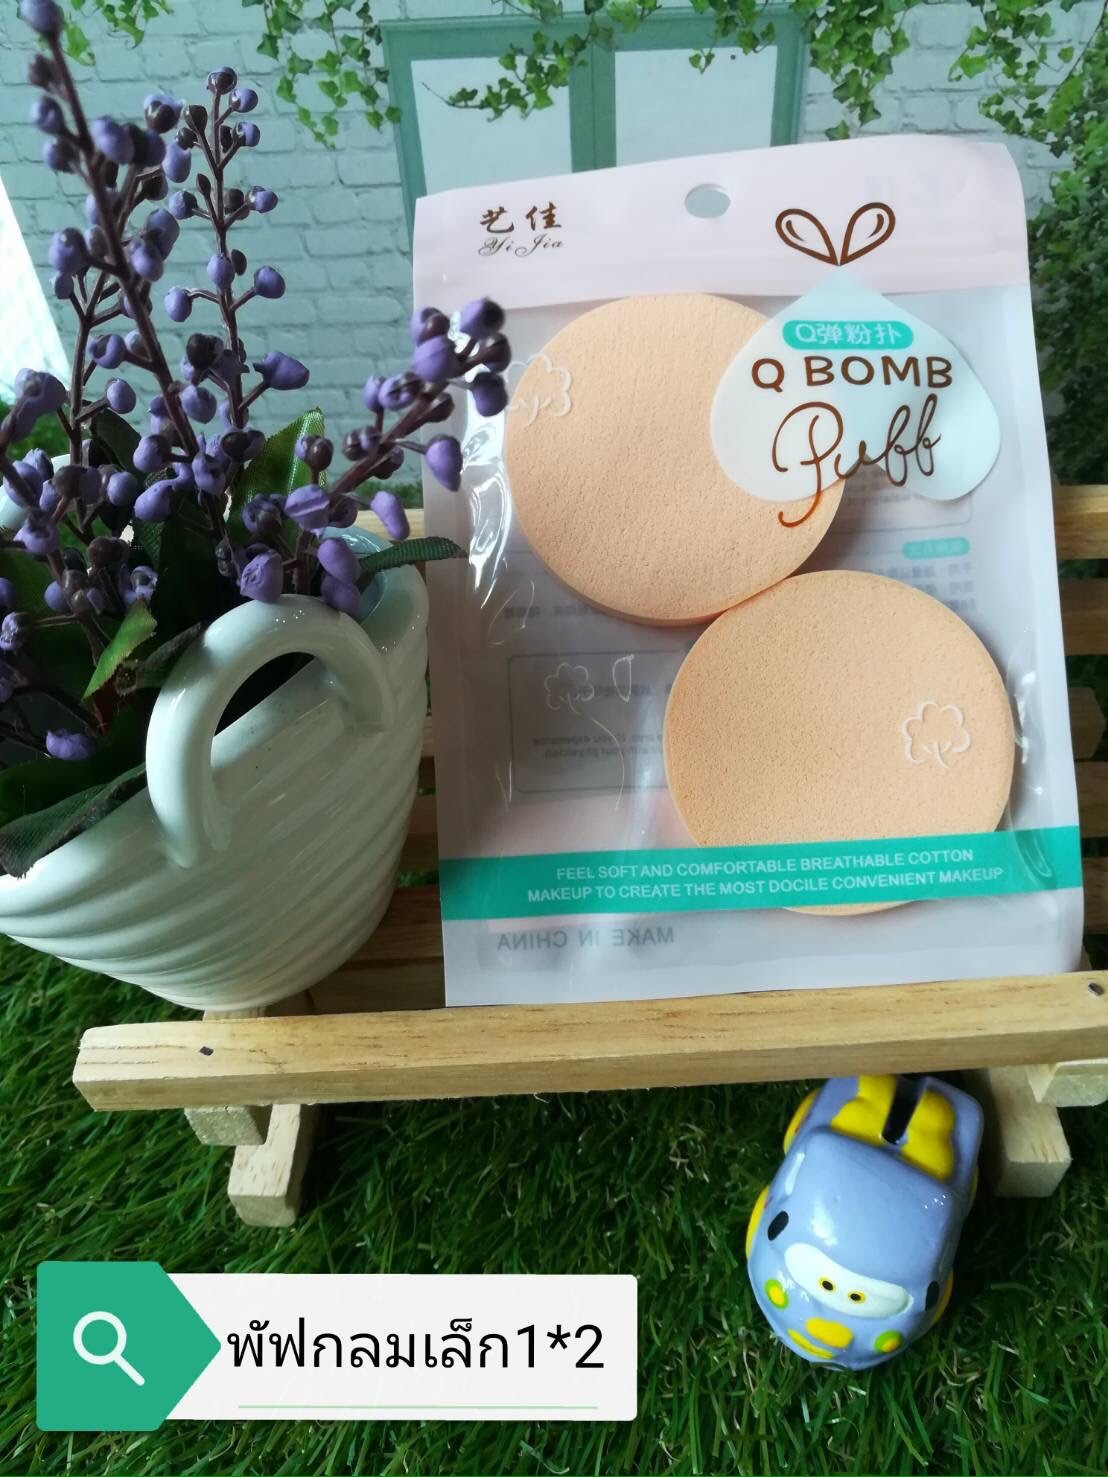 艺佳
Yi Jia
Q弹粉扑
Q BOMB
Puff
FEEL SOFT AND COMFORTABLE BREATHABLE COTTON
MAKEUP TO CREATE THE MOST DOCILE CONVENIENT MAKEUP
MAKE IN CHINA
พัฟกลมเล็ก1*2